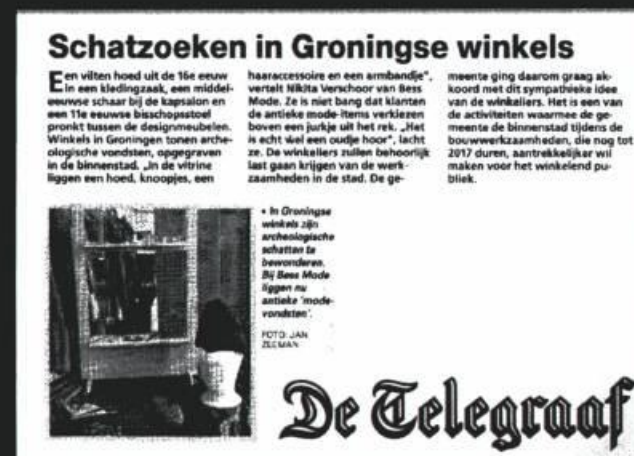 Schatzoeken in Groningse winkels
Een vilten hoed uit de 16e eeuw
in een kledingzaak, een middel-
eeuwse schaar bij de kapsalon en
een 11e eeuwse bisschopsstoel
pronkt tussen de designmeubelen.
Winkels in Groningen tonen arche-
ologische vondsten, opgegraven
in de binnenstad. „In de vitrine
liggen een hoed, knoopjes, een
haaraccessoire en een armbandje”,
vertelt Nikita Verschoor van Bess
Mode. Ze is niet bang dat klanten
de antieke mode-items verkiezen
boven een jurkje uit het rek. „Het
is echt wel een oudje hoor”, lacht
ze. De winkeliers zullen behoorlijk
last gaan krijgen van de werk-
zaamheden in de stad. De ge-
meente ging daarom graag ak-
koord met dit sympathieke idee
van de winkeliers. Het is een van
de activiteiten waarmee de ge-
meente de binnenstad tijdens de
bouwwerkzaamheden, die nog tot
2017 duren, aantrekkelijker wil
maken voor het winkelend pu-
bliek.
• In Groningse
winkels zijn
archeologische
schatten te
bewonderen.
Bij Bess Mode
liggen nu
antieke ‘mode-
vondsten’.
FOTO: JAN
ZEEMAN
De Telegraaf